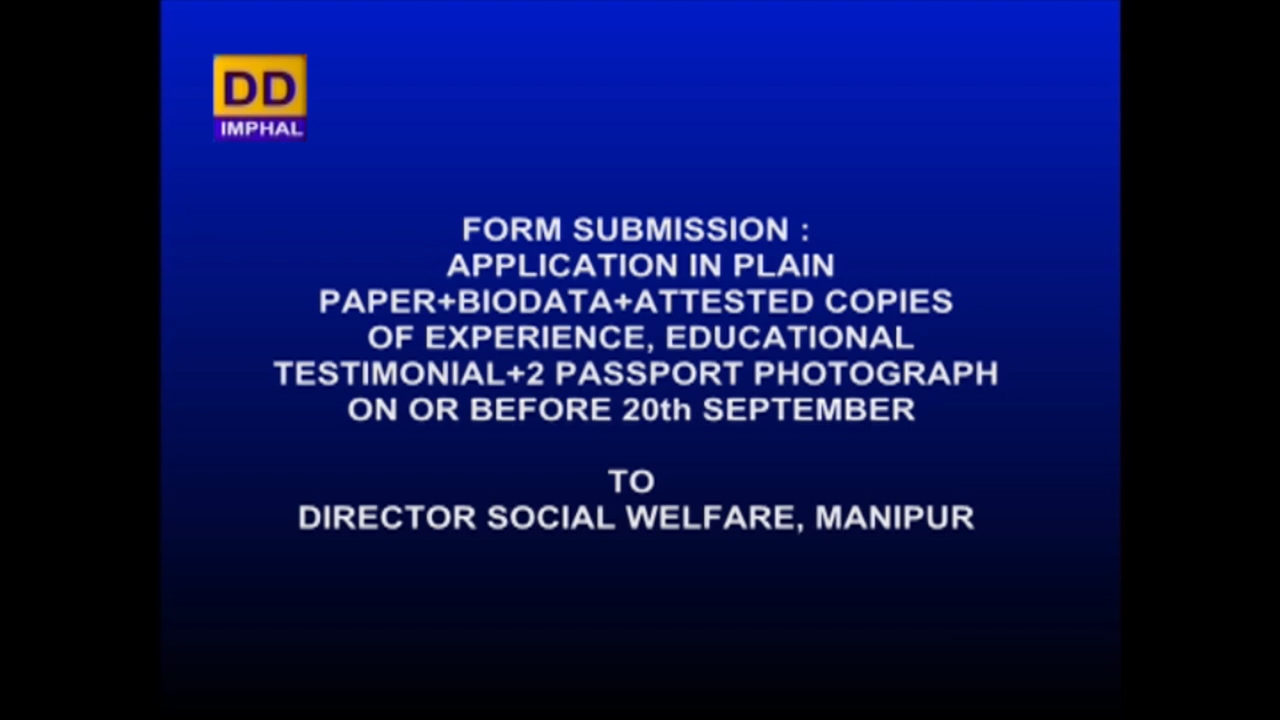 DD
IMPHAL
FORM SUBMISSION :
APPLICATION IN PLAIN
PAPER+BIODATA+ATTESTED COPIES
OF EXPERIENCE, EDUCATIONAL
TESTIMONIAL+2 PASSPORT PHOTOGRAPH
ON OR BEFORE 20th SEPTEMBER
TO
DIRECTOR SOCIAL WELFARE, MANIPUR